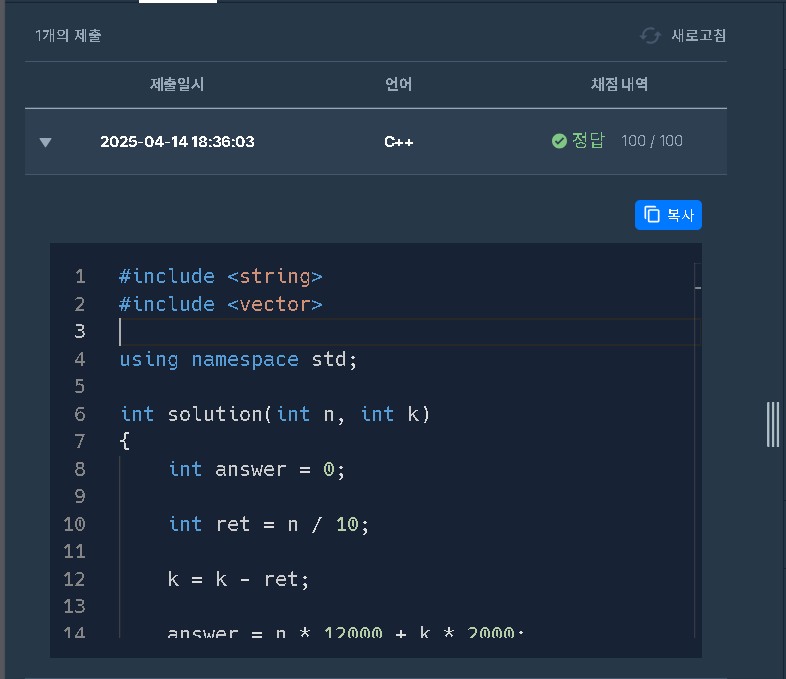 1개의 제출 새로고침
제출일시 언어 채점 내역
▼ 2025-04-14 18:36:03 C++ 정답 100 / 100
복사
1 #include <string>
2 #include <vector>
3
4 using namespace std;
5
6 int solution(int n, int k)
7 {
8     int answer = 0;
9
10     int ret = n / 10;
11
12     k = k - ret;
13
14     answer = n * 12000 + k * 2000;